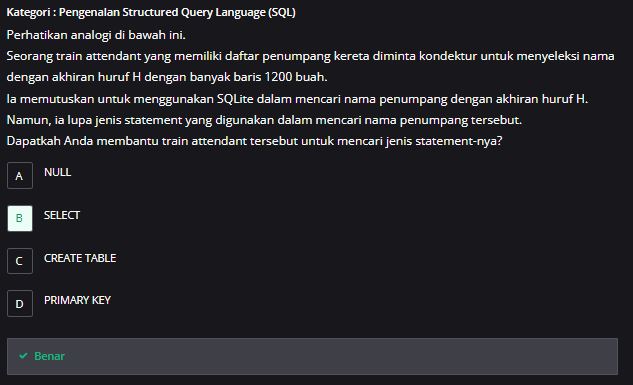 Kategori : Pengenalan Structured Query Language (SQL)
Perhatikan analogi di bawah ini.
Seorang train attendant yang memiliki daftar penumpang kereta diminta kondektur untuk menyeleksi nama
dengan akhiran huruf H dengan banyak baris 1200 buah.
Ia memutuskan untuk menggunakan SQLite dalam mencari nama penumpang dengan akhiran huruf H.
Namun, ia lupa jenis statement yang digunakan dalam mencari nama penumpang tersebut.
Dapatkah Anda membantu train attendant tersebut untuk mencari jenis statement-nya?
A NULL
B SELECT
C CREATE TABLE
D PRIMARY KEY
✔ Benar